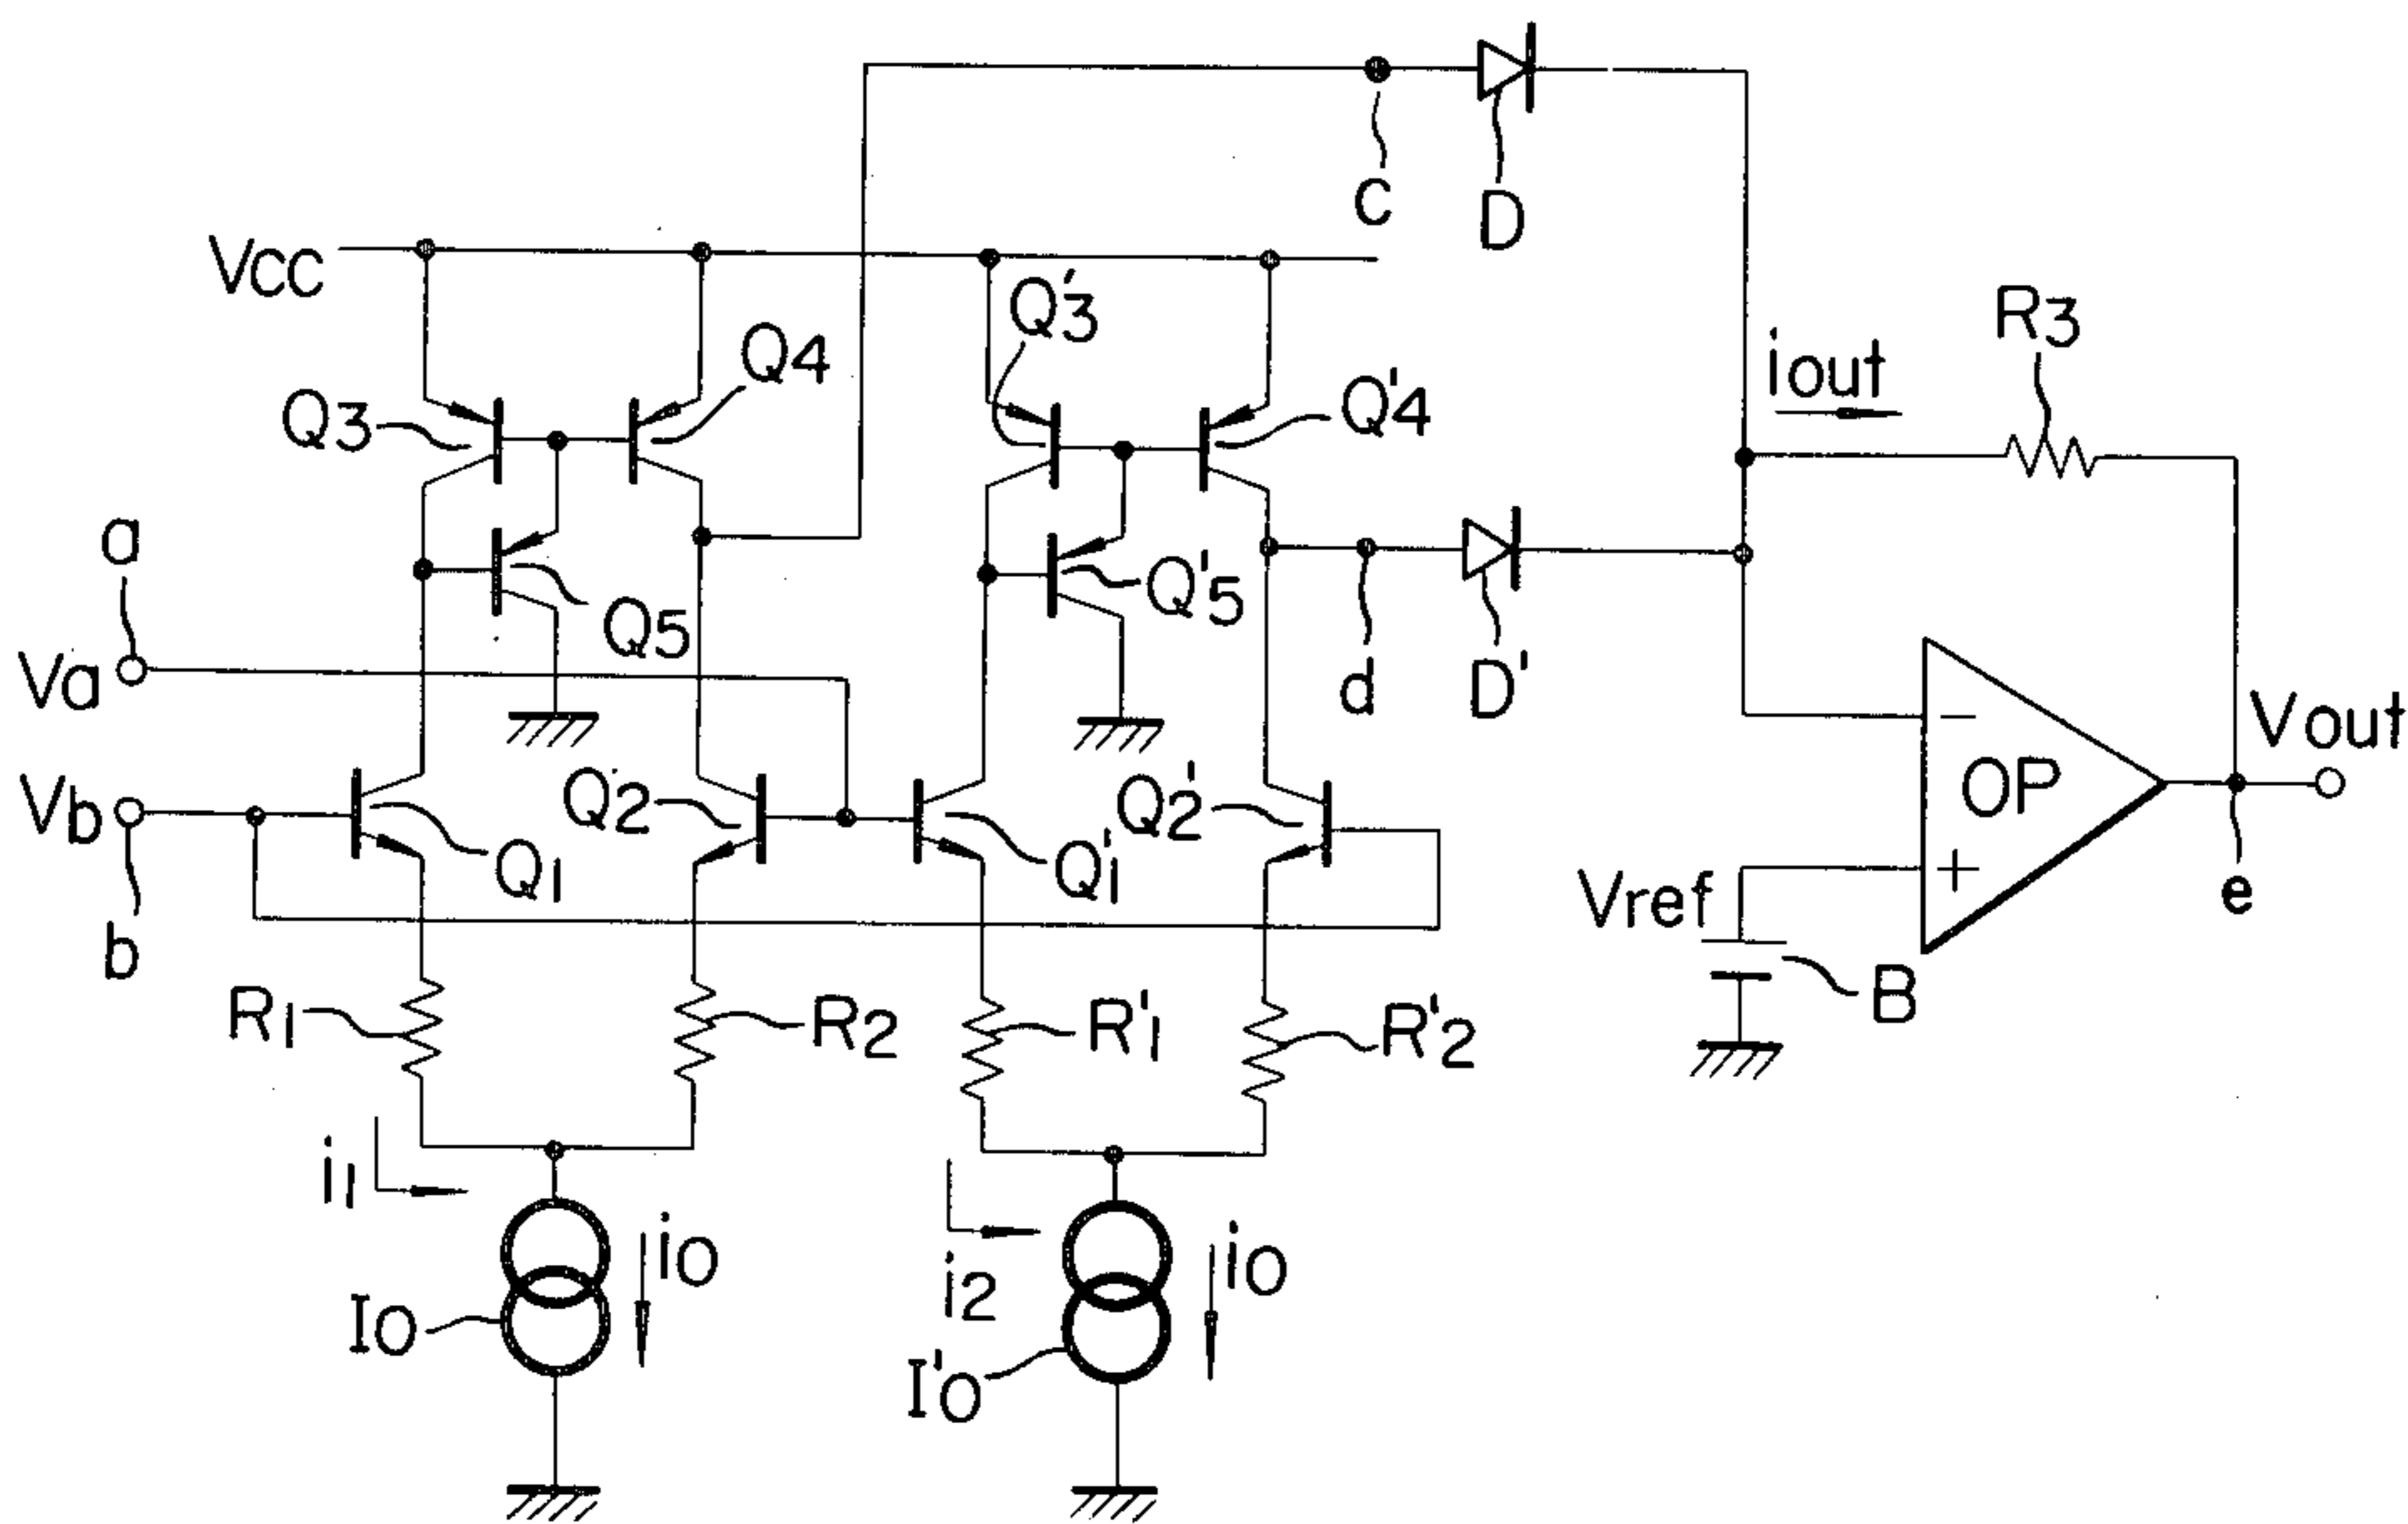 C
D
Vcc
Q3
Q4
Q'3
Q'4
iout
R3
a
Va
Q5
Q'5
d
D'
Vout
Vb
b
Q1
Q2
Q'1
Q'2
OP
-
+
Vref
B
e
R1
R2
R'1
R'2
i1
io
Io
i2
io
I'o